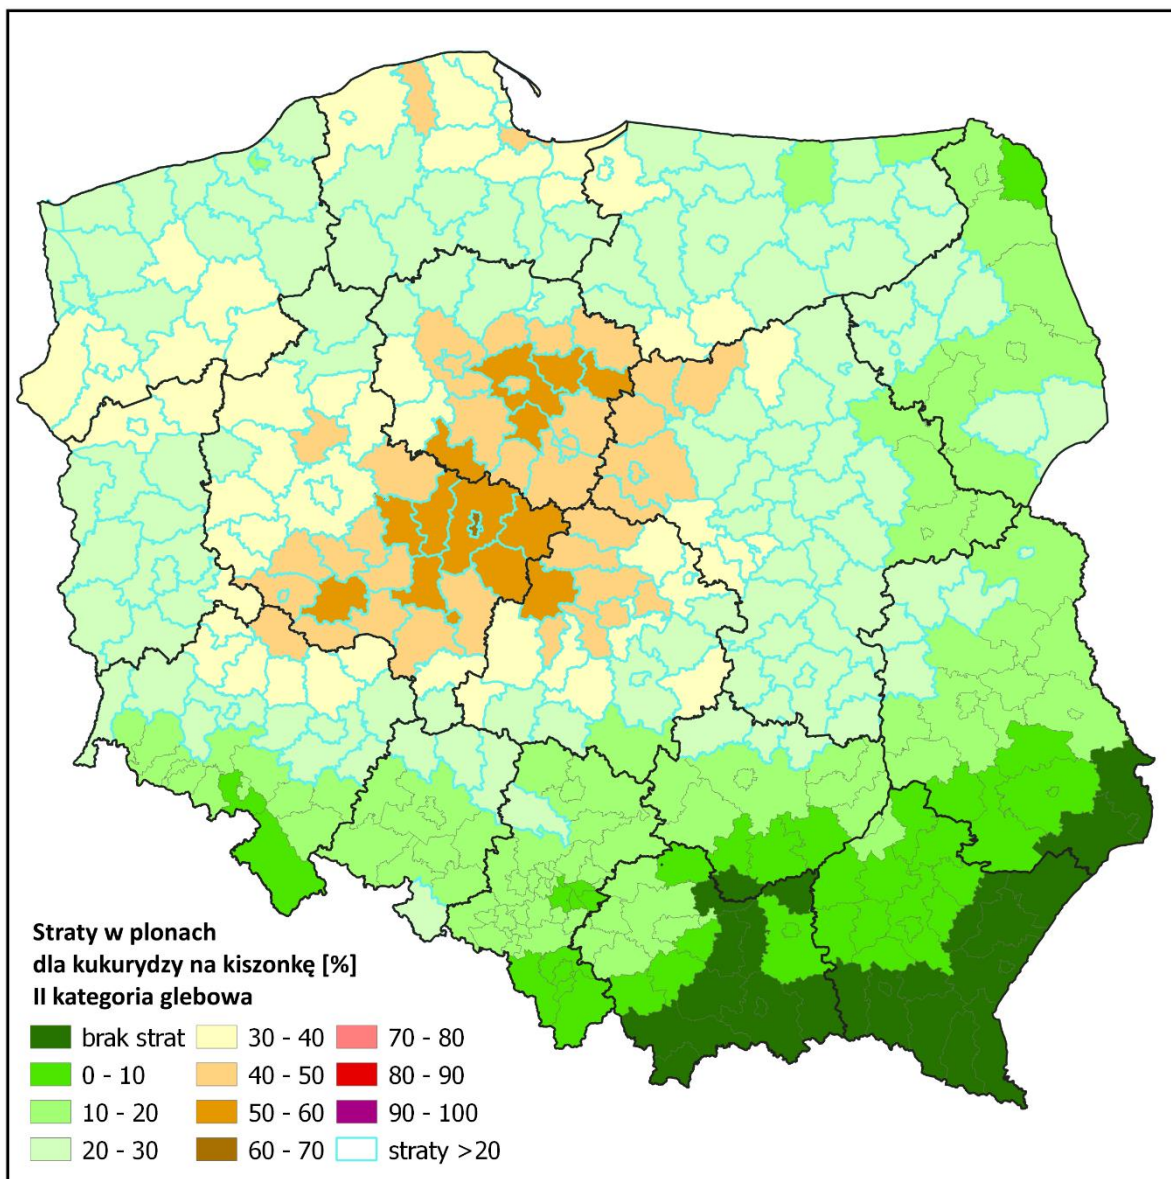 Straty w plonach
dla kukurydzy na kiszonkę [%]
II kategoria glebowa
brak strat
0 - 10
10 - 20
20 - 30
30 - 40
40 - 50
50 - 60
60 - 70
70 - 80
80 - 90
90 - 100
straty >20